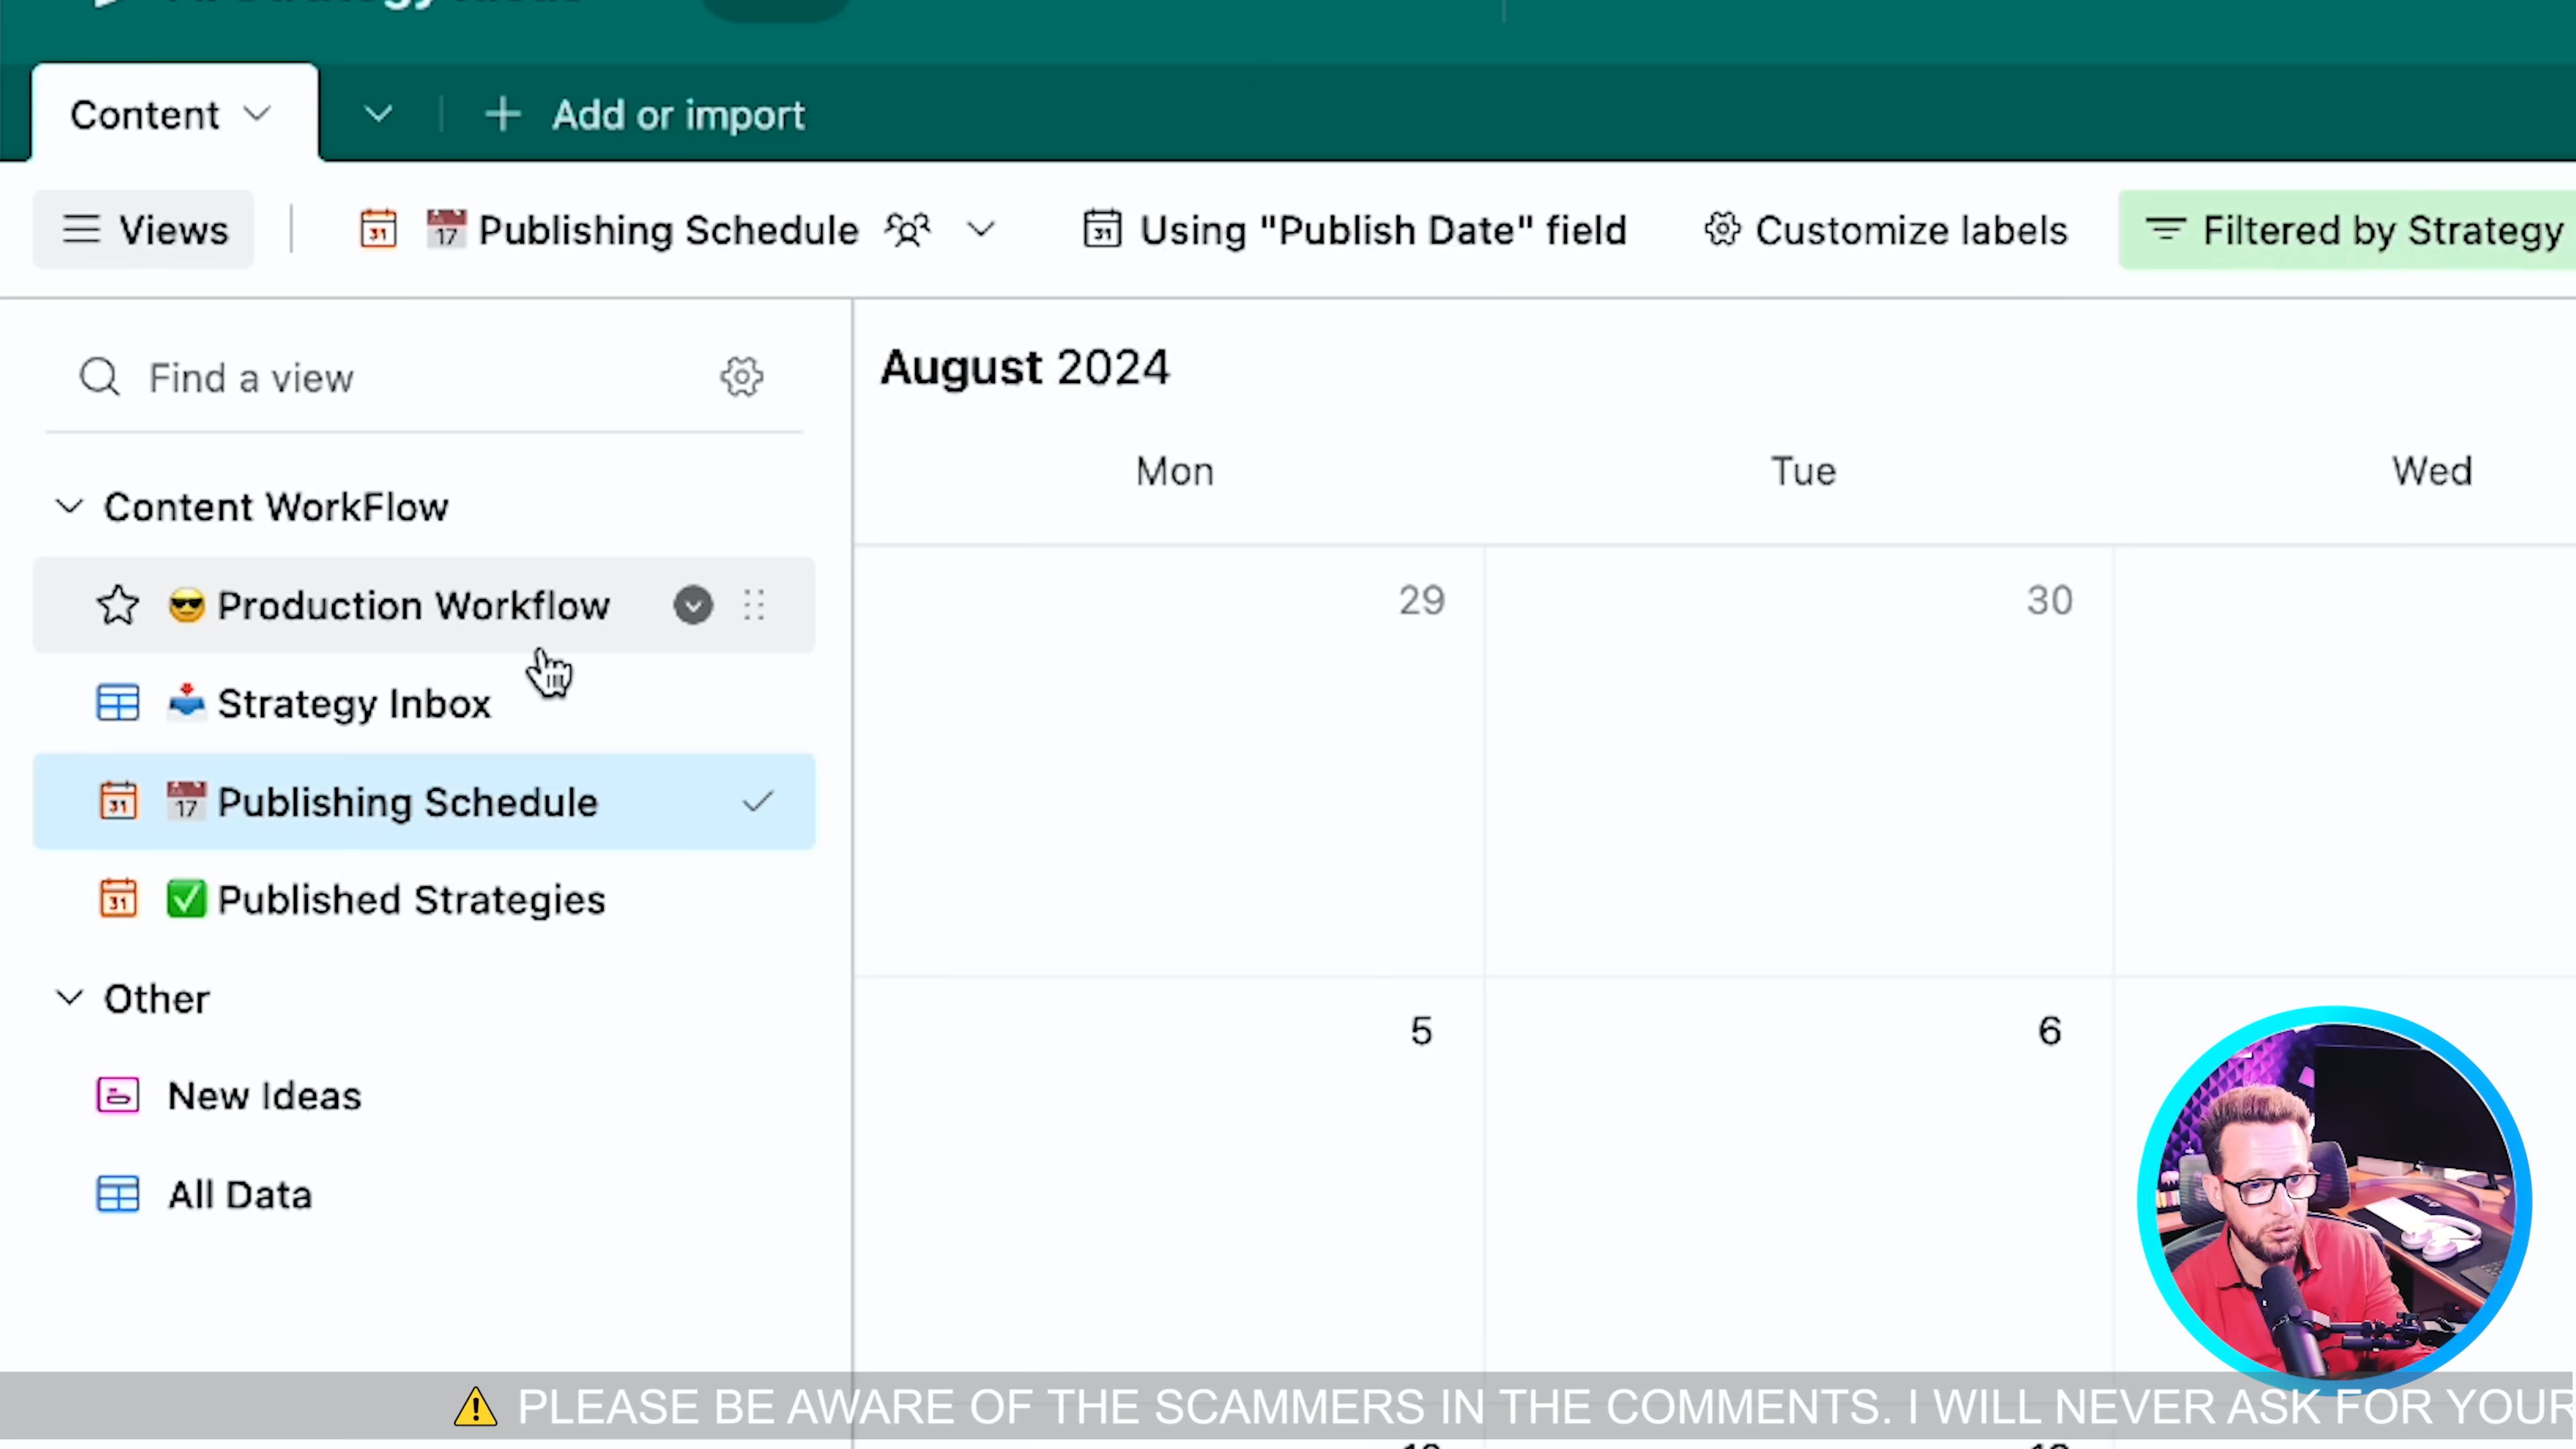 Content
Add or import
Views
Publishing Schedule
Using "Publish Date" field
Customize labels
Filtered by Strategy
Find a view
August 2024
Mon
Tue
Wed
Content WorkFlow
Production Workflow
29
30
Strategy Inbox
Publishing Schedule
Published Strategies
Other
5
6
New Ideas
All Data
PLEASE BE AWARE OF THE SCAMMERS IN THE COMMENTS. I WILL NEVER ASK FOR YOUR